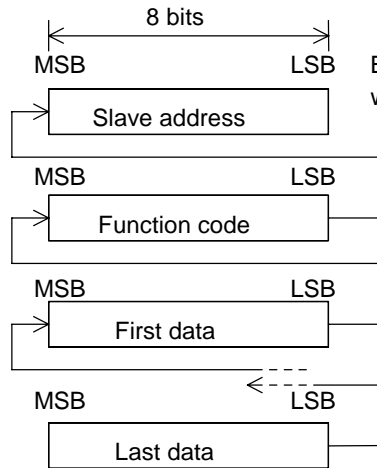 8 bits
MSB LSB
Slave address
MSB LSB
Function code
MSB LSB
First data
MSB LSB
Last data